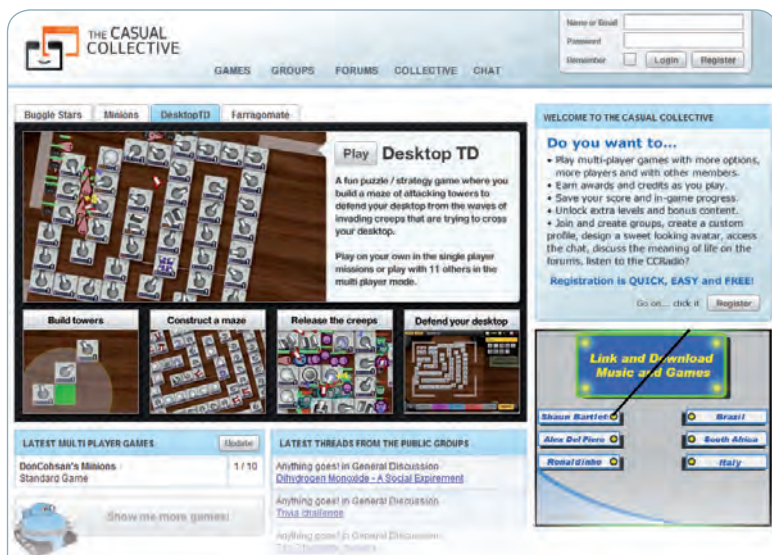 THE CASUAL
COLLECTIVE
GAMES GROUPS FORUMS COLLECTIVE CHAT
Name or Email
Password
Remember Login Register
Buggle Stars Minions DesktopTD Farragomate
Play Desktop TD
A fun puzzle / strategy game where you
build a maze of attacking towers to
defend your desktop from the waves of
invading creeps that are trying to cross
your desktop.
Play on your own in the single player
missions or play with 11 others in the
multi player mode.
Build towers
Construct a maze
Release the creeps
Defend your desktop
WELCOME TO THE CASUAL COLLECTIVE
Do you want to...
• Play multi-player games with more options,
more players and with other members.
• Earn awards and credits as you play.
• Save your score and in-game progress.
• Unlock extra levels and bonus content.
• Join and create groups, create a custom
profile, design a sweet looking avatar, access
the chat, discuss the meaning of life on the
forums, listen to the CCRadio?
Registration is QUICK, EASY and FREE!
Go on... click it Register
Link and Download
Music and Games
Shaun Bartlett Brazil
Alex Del Piero South Africa
Ronaldinho Italy
LATEST MULTI PLAYER GAMES Update
DonCohsan's Minions 1 / 10
Standard Game
Show me more games!
LATEST THREADS FROM THE PUBLIC GROUPS
Anything goes! in General Discussion
Dihydrogen Monoxide - A Social Expirement
Anything goes! in General Discussion
Trivia challenge
Anything goes! in General Discussion